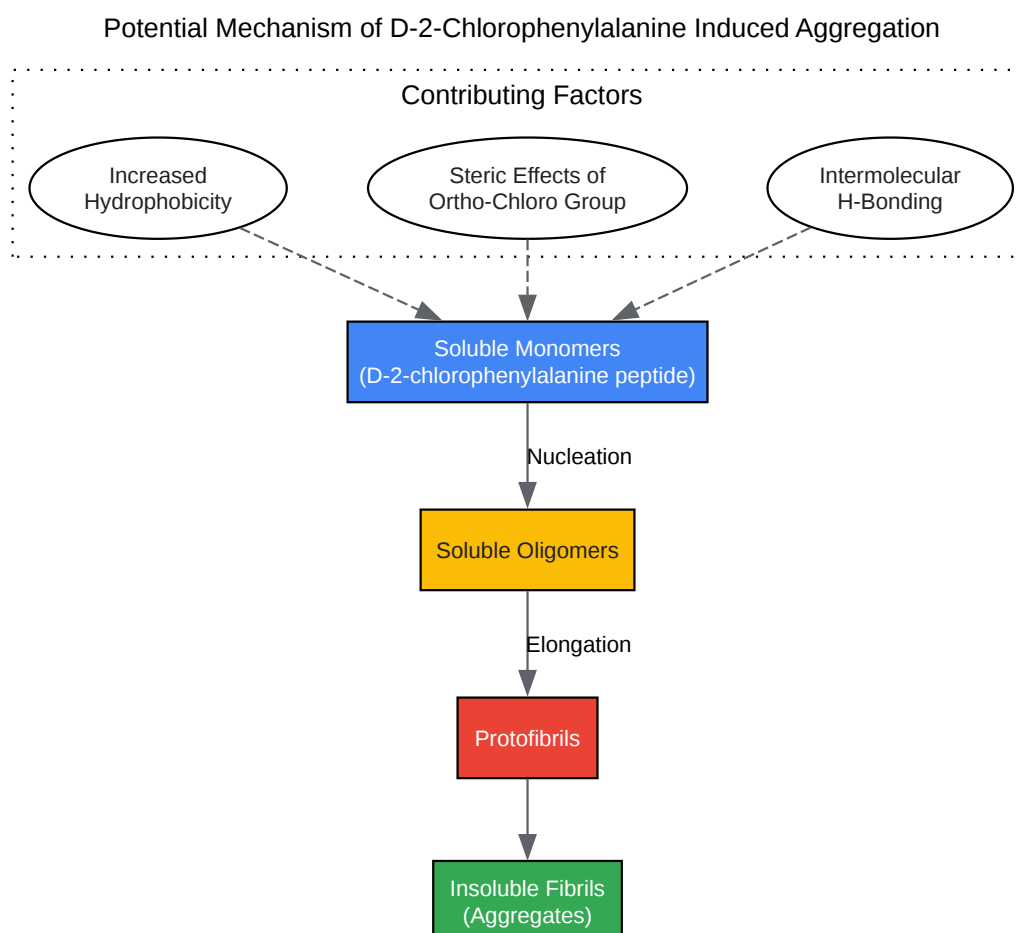 Potential Mechanism of D-2-Chlorophenylalanine Induced Aggregation
Contributing Factors
Increased
Hydrophobicity
Steric Effects of
Ortho-Chloro Group
Intermolecular
H-Bonding
Soluble Monomers
(D-2-chlorophenylalanine peptide)
Nucleation
Soluble Oligomers
Elongation
Protofibrils
Insoluble Fibrils
(Aggregates)